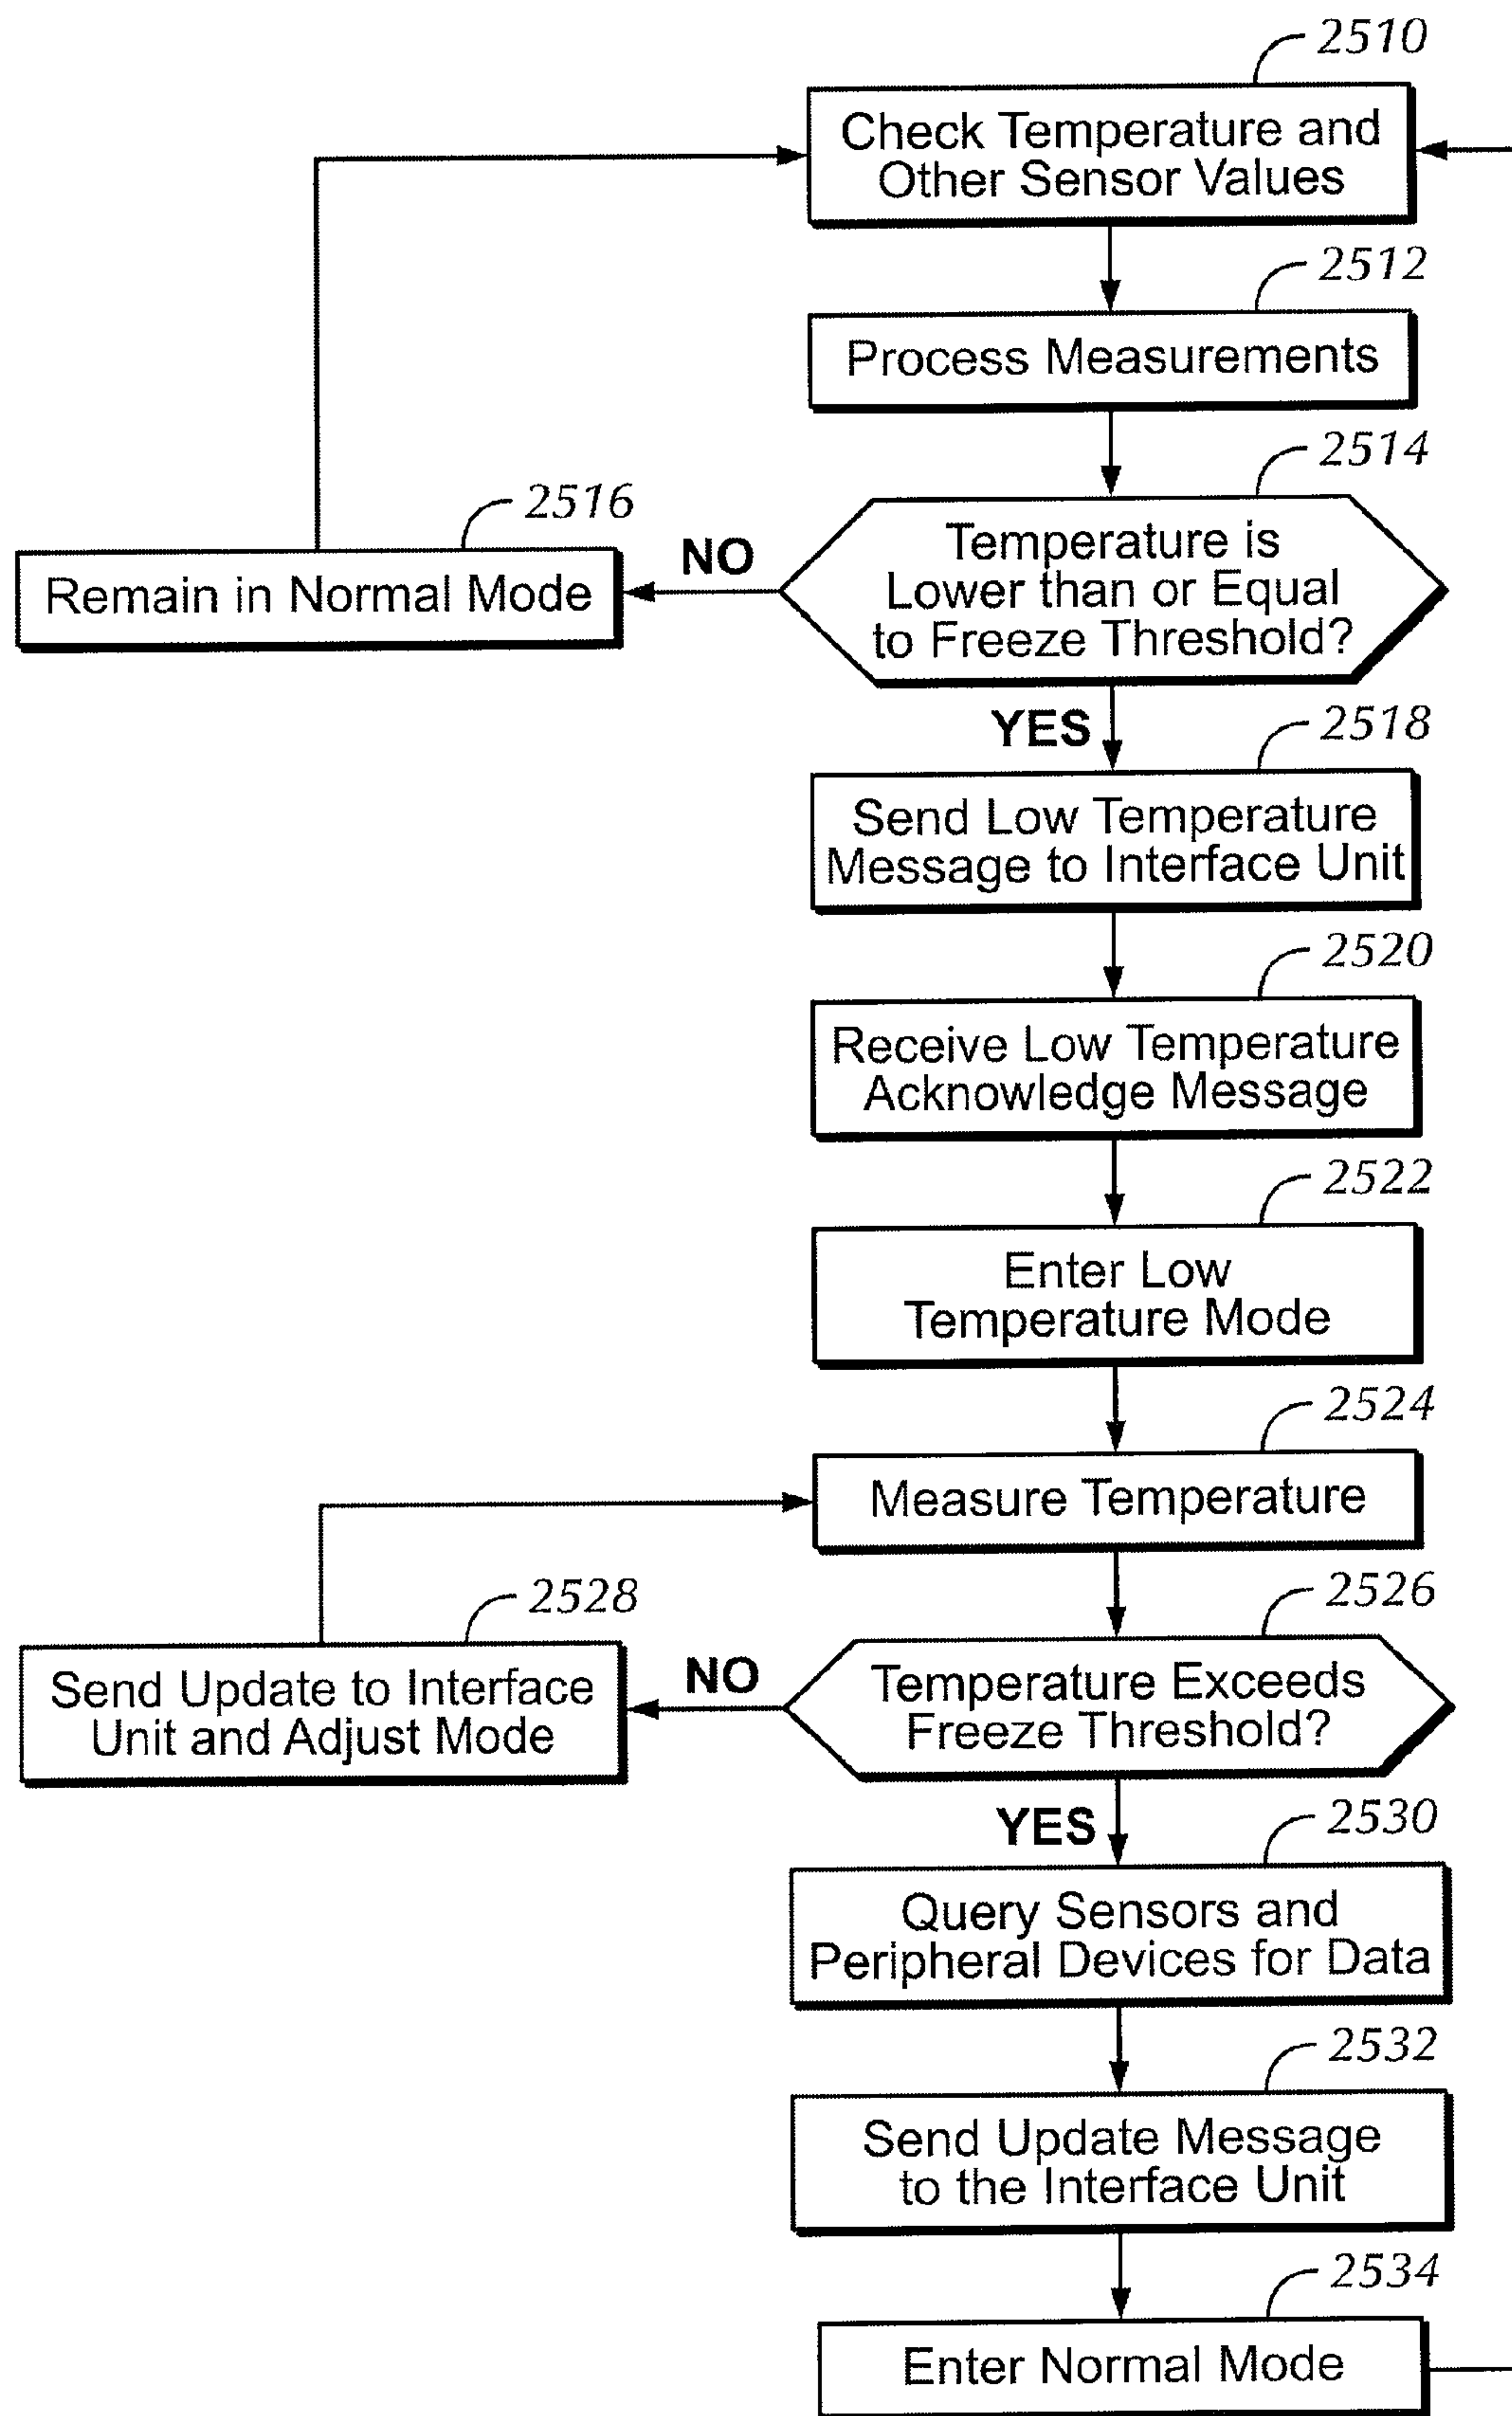 2510
Check Temperature and
Other Sensor Values
2512
Process Measurements
2514
Temperature is
Lower than or Equal
to Freeze Threshold?
NO
2516
Remain in Normal Mode
YES
2518
Send Low Temperature
Message to Interface Unit
2520
Receive Low Temperature
Acknowledge Message
2522
Enter Low
Temperature Mode
2524
Measure Temperature
2526
Temperature Exceeds
Freeze Threshold?
NO
2528
Send Update to Interface
Unit and Adjust Mode
YES
2530
Query Sensors and
Peripheral Devices for Data
2532
Send Update Message
to the Interface Unit
2534
Enter Normal Mode